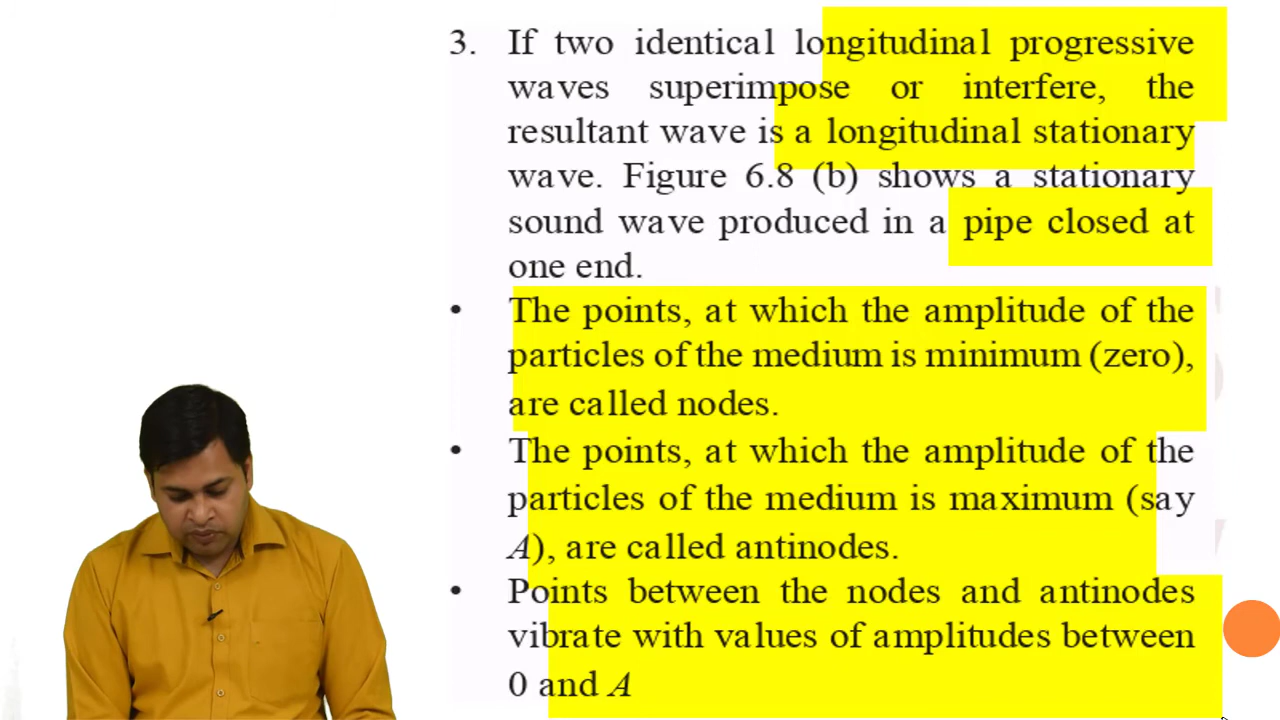 3. If two identical longitudinal progressive
waves superimpose or interfere, the
resultant wave is a longitudinal stationary
wave. Figure 6.8 (b) shows a stationary
sound wave produced in a pipe closed at
one end.
• The points, at which the amplitude of the
particles of the medium is minimum (zero),
are called nodes.
• The points, at which the amplitude of the
particles of the medium is maximum (say
A), are called antinodes.
• Points between the nodes and antinodes
vibrate with values of amplitudes between
0 and A